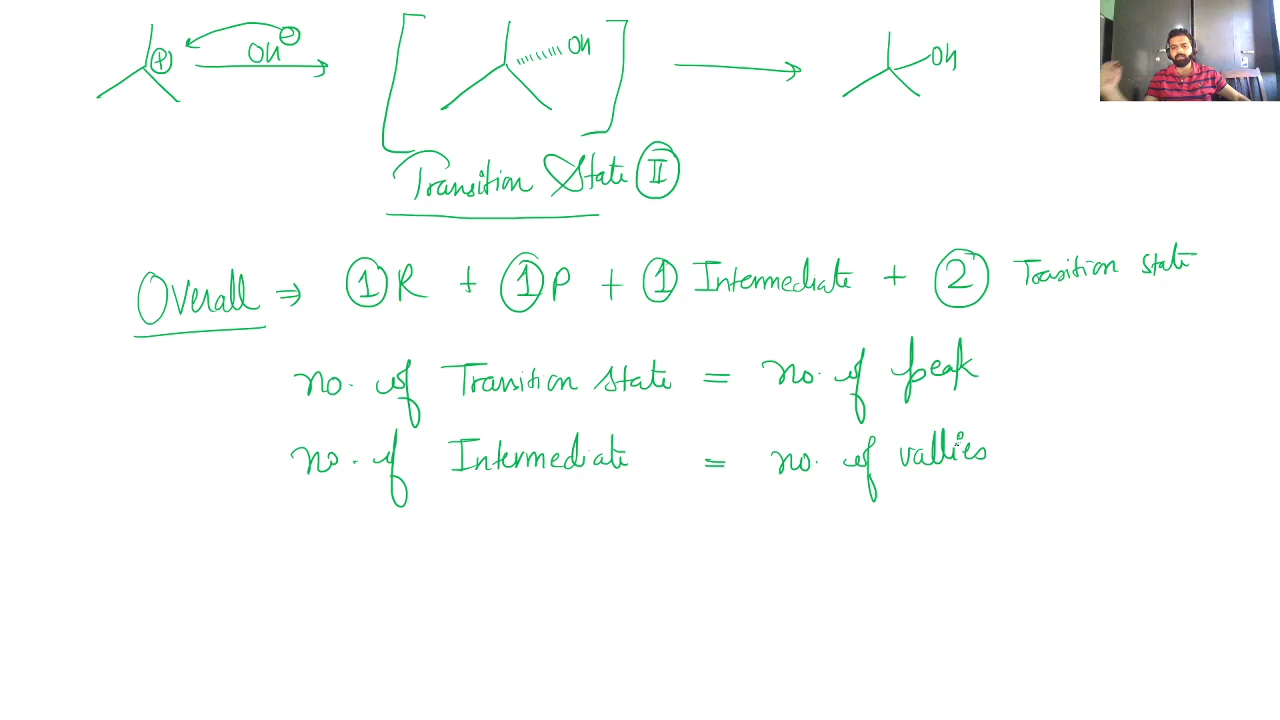 ⊕ OH⊖ [ OH ] OH
Transition State II
Overall ⇒ 1 R + 1 P + 1 Intermediate + 2 Trasition state
no. of Transition state = no. of peak
no. of Intermediate = no. of vallies